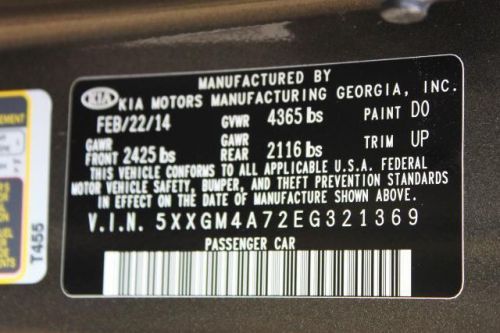 MANUFACTURED BY
KIA KIA MOTORS MANUFACTURING GEORGIA, INC.
FEB/22/14 GVWR 4365 lbs PAINT D0
GAWR FRONT 2425 lbs GAWR REAR 2116 lbs TRIM UP
THIS VEHICLE CONFORMS TO ALL APPLICABLE U.S.A. FEDERAL
MOTOR VEHICLE SAFETY, BUMPER, AND THEFT PREVENTION STANDARDS
IN EFFECT ON THE DATE OF MANUFACTURE SHOWN ABOVE.
V.I.N. 5XXGM4A72EG321369
PASSENGER CAR
T455